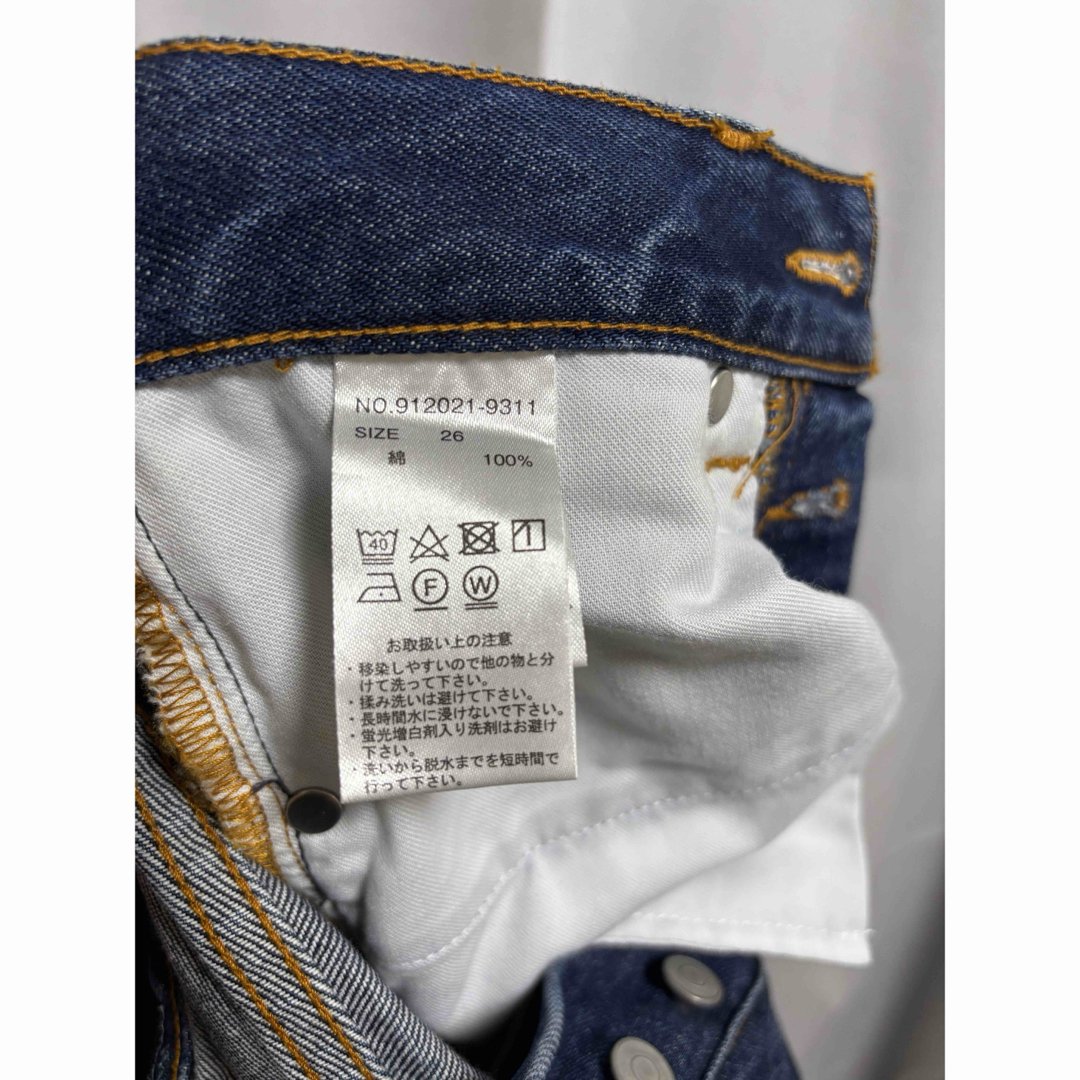 NO.912021-9311
SIZE 26
綿 100%
40
F W
お取扱い上の注意
・移染しやすいので他の物と分
けて洗って下さい。
・揉み洗いは避けて下さい。
・長時間水に浸けないで下さい。
・蛍光増白剤入り洗剤はお避け
下さい。
・洗いから脱水までを短時間で
行って下さい。